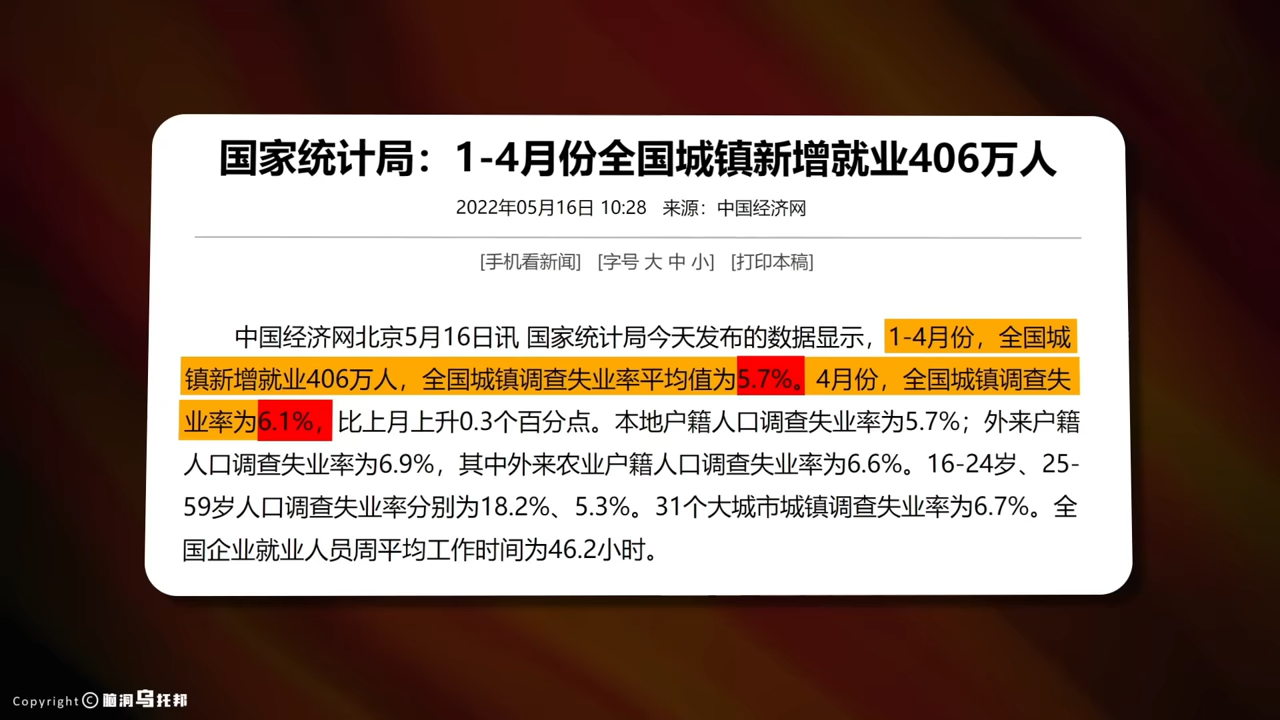 国家统计局：1-4月份全国城镇新增就业406万人
2022年05月16日 10:28 来源：中国经济网
[手机看新闻] [字号 大 中 小] [打印本稿]
中国经济网北京5月16日讯 国家统计局今天发布的数据显示，1-4月份，全国城
镇新增就业406万人，全国城镇调查失业率平均值为5.7%。4月份，全国城镇调查失
业率为6.1%，比上月上升0.3个百分点。本地户籍人口调查失业率为5.7%；外来户籍
人口调查失业率为6.9%，其中外来农业户籍人口调查失业率为6.6%。16-24岁、25-
59岁人口调查失业率分别为18.2%、5.3%。31个大城市城镇调查失业率为6.7%。全
国企业就业人员周平均工作时间为46.2小时。
Copyright © 脑洞乌托邦